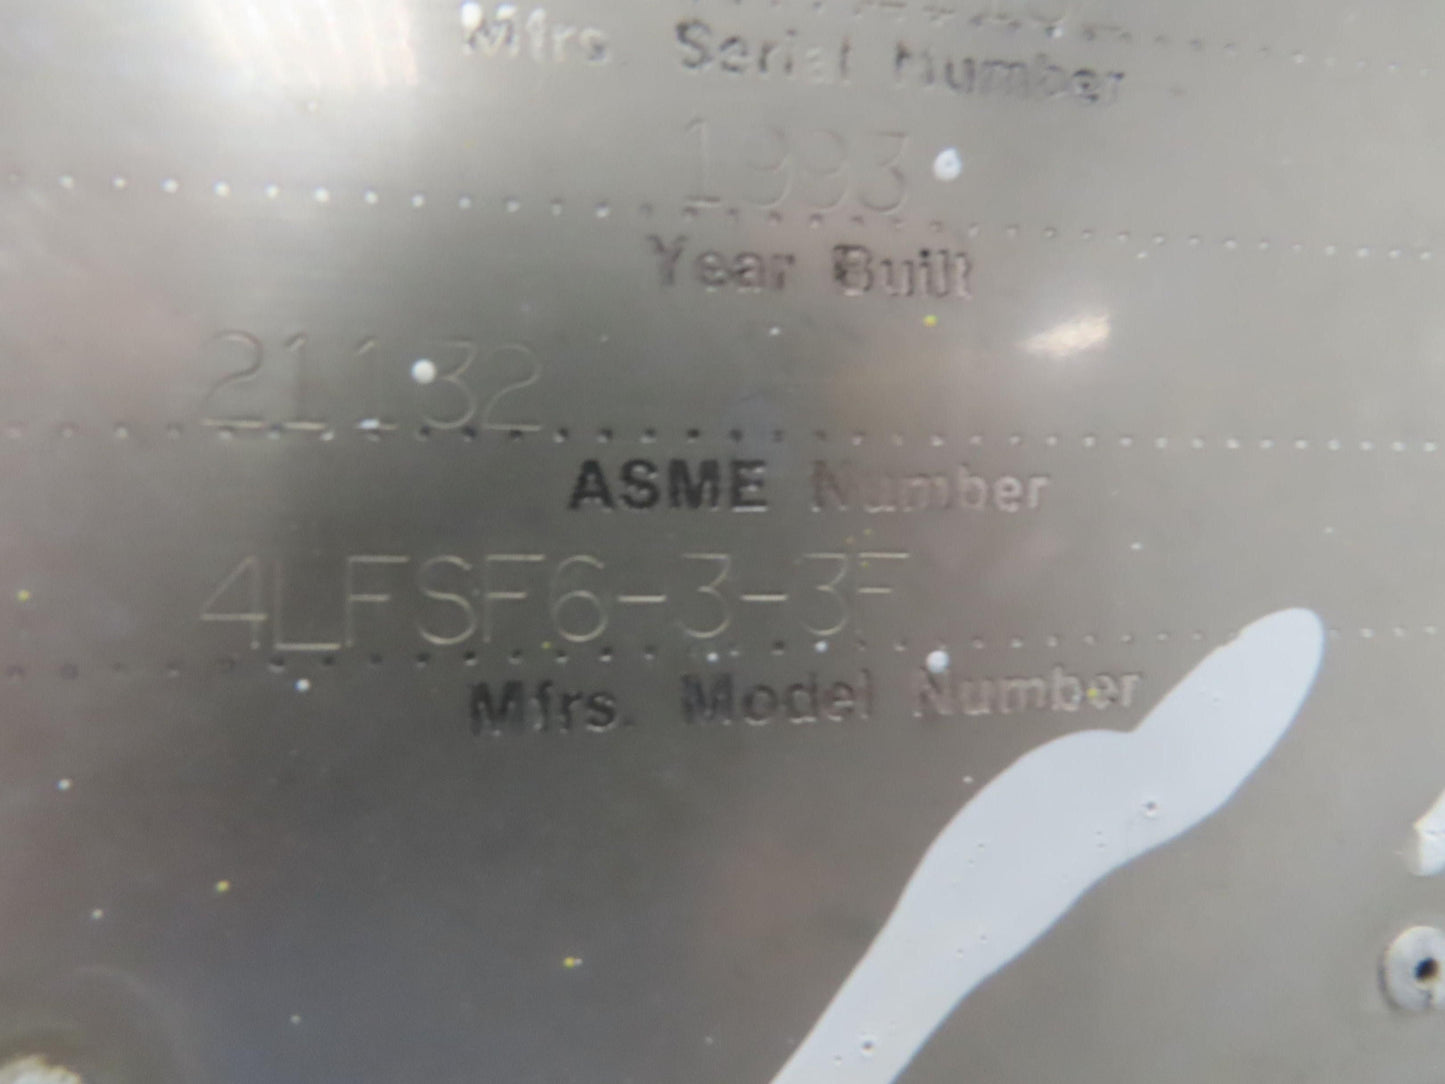 Mfrs. Serial Number
1993
Year Built
21132
ASME Number
4LFSF6-3-3F
Mfrs. Model Number